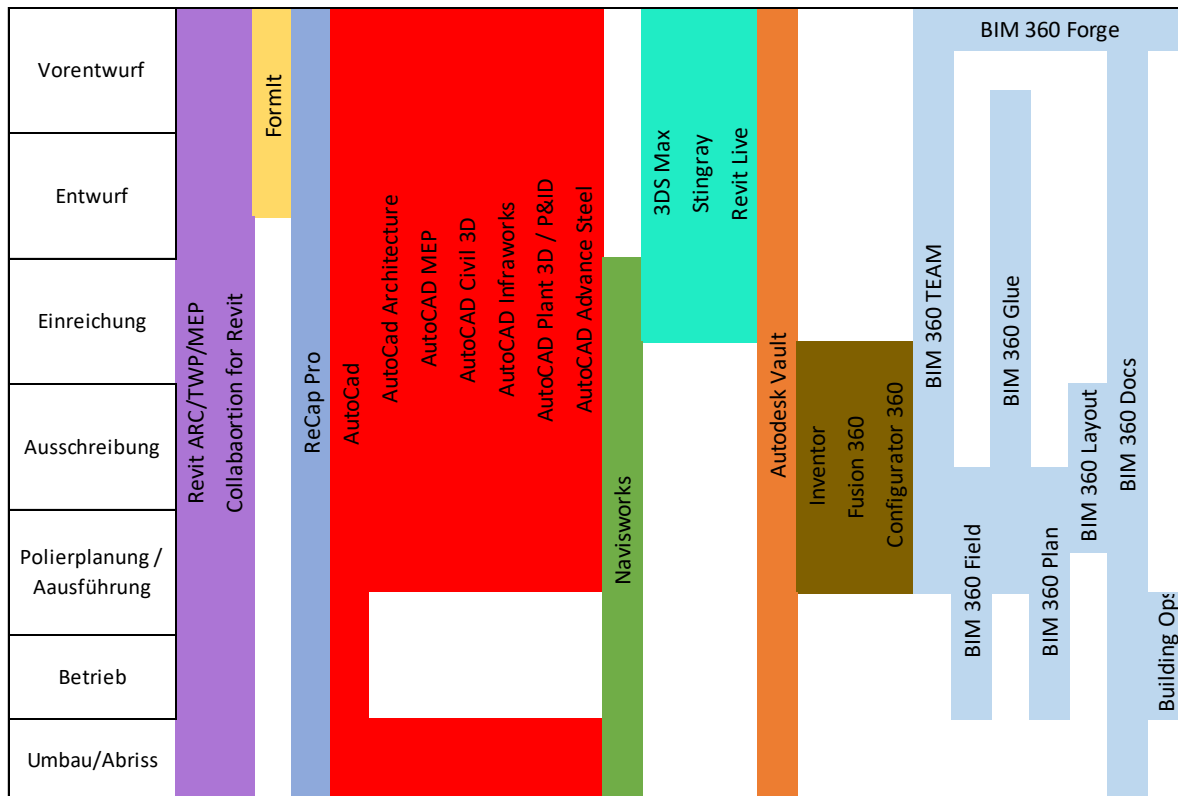 BIM 360 Forge
Vorentwurf
Entwurf
Einreichung
Ausschreibung
Polierplanung /
Aausführung
Betrieb
Umbau/Abriss
Revit ARC/TWP/MEP
Collabaortion for Revit
FormIt
ReCap Pro
AutoCad
AutoCad Architecture
AutoCAD MEP
AutoCAD Civil 3D
AutoCAD Infraworks
AutoCAD Plant 3D / P&ID
AutoCAD Advance Steel
Navisworks
3DS Max
Stingray
Revit Live
Autodesk Vault
Inventor
Fusion 360
Configurator 360
BIM 360 TEAM
BIM 360 Field
BIM 360 Glue
BIM 360 Plan
BIM 360 Layout
BIM 360 Docs
Building Ops